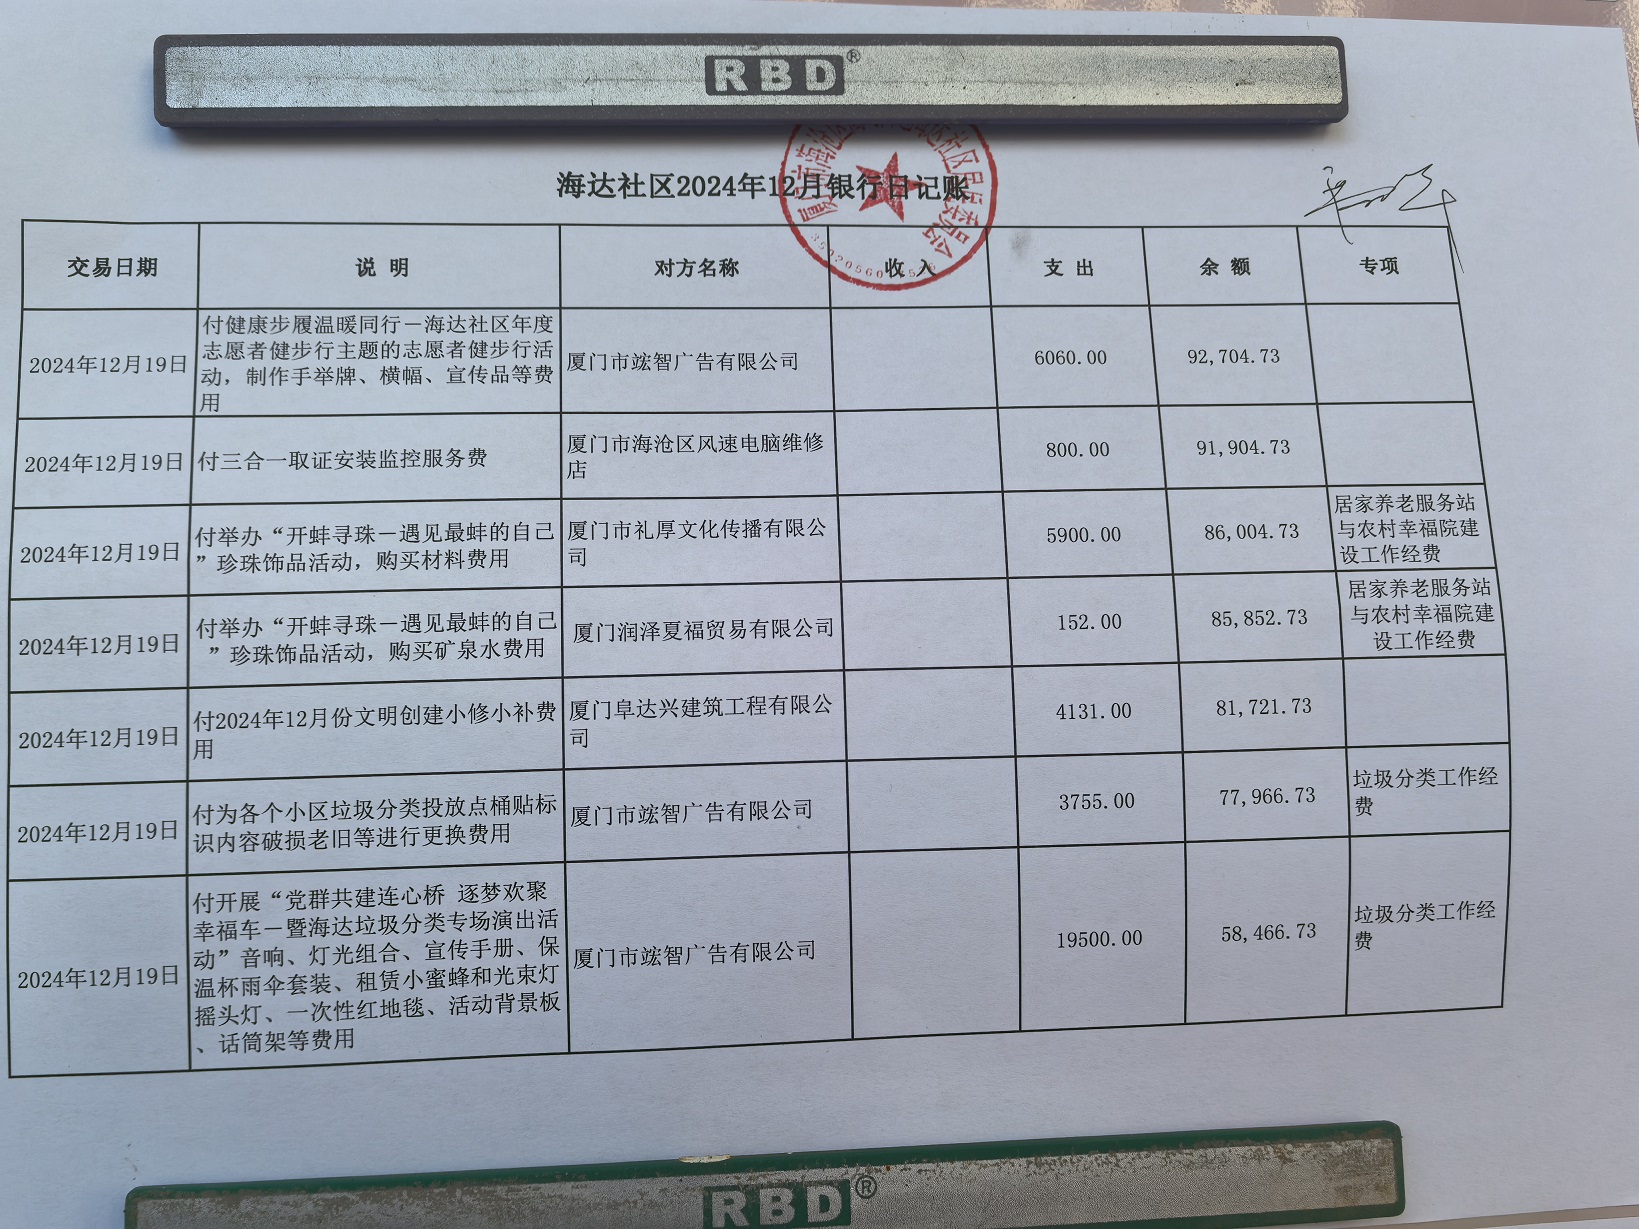 RBD®
海达社区2024年12月银行日记账
交易日期 说 明 对方名称 收 入 支 出 余 额 专项
2024年12月19日
付健康步履温暖同行－海达社区年度
志愿者健步行主题的志愿者健步行活
动，制作手举牌、横幅、宣传品等费
用
厦门市竑智广告有限公司
6060.00
92,704.73
2024年12月19日
付三合一取证安装监控服务费
厦门市海沧区风速电脑维修
店
800.00
91,904.73
2024年12月19日
付举办“开蚌寻珠－遇见最蚌的自己
”珍珠饰品活动，购买材料费用
厦门市礼厚文化传播有限公
司
5900.00
86,004.73
居家养老服务站
与农村幸福院建
设工作经费
2024年12月19日
付举办“开蚌寻珠－遇见最蚌的自己
”珍珠饰品活动，购买矿泉水费用
厦门润泽夏福贸易有限公司
152.00
85,852.73
居家养老服务站
与农村幸福院建
设工作经费
2024年12月19日
付2024年12月份文明创建小修小补费
用
厦门阜达兴建筑工程有限公
司
4131.00
81,721.73
2024年12月19日
付为各个小区垃圾分类投放点桶贴标
识内容破损老旧等进行更换费用
厦门市竑智广告有限公司
3755.00
77,966.73
垃圾分类工作经
费
2024年12月19日
付开展“党群共建连心桥 逐梦欢聚
幸福车－暨海达垃圾分类专场演出活
动”音响、灯光组合、宣传手册、保
温杯雨伞套装、租赁小蜜蜂和光束灯
摇头灯、一次性红地毯、活动背景板
、话筒架等费用
厦门市竑智广告有限公司
19500.00
58,466.73
垃圾分类工作经
费
RBD®